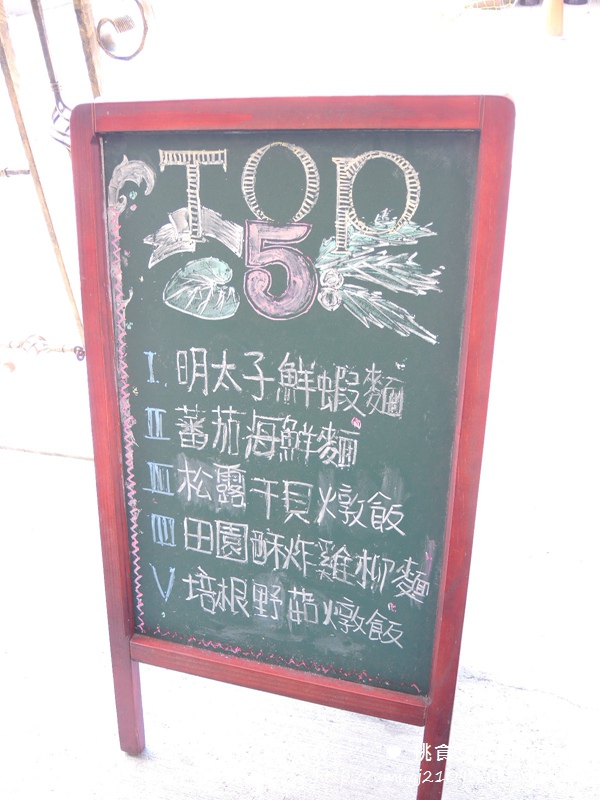 TOP
5
I 明太子鮮蝦麵
II 蕃茄海鮮麵
III 松露干貝燉飯
IIII 田園酥炸雞柳麵
V 培根野菇燉飯